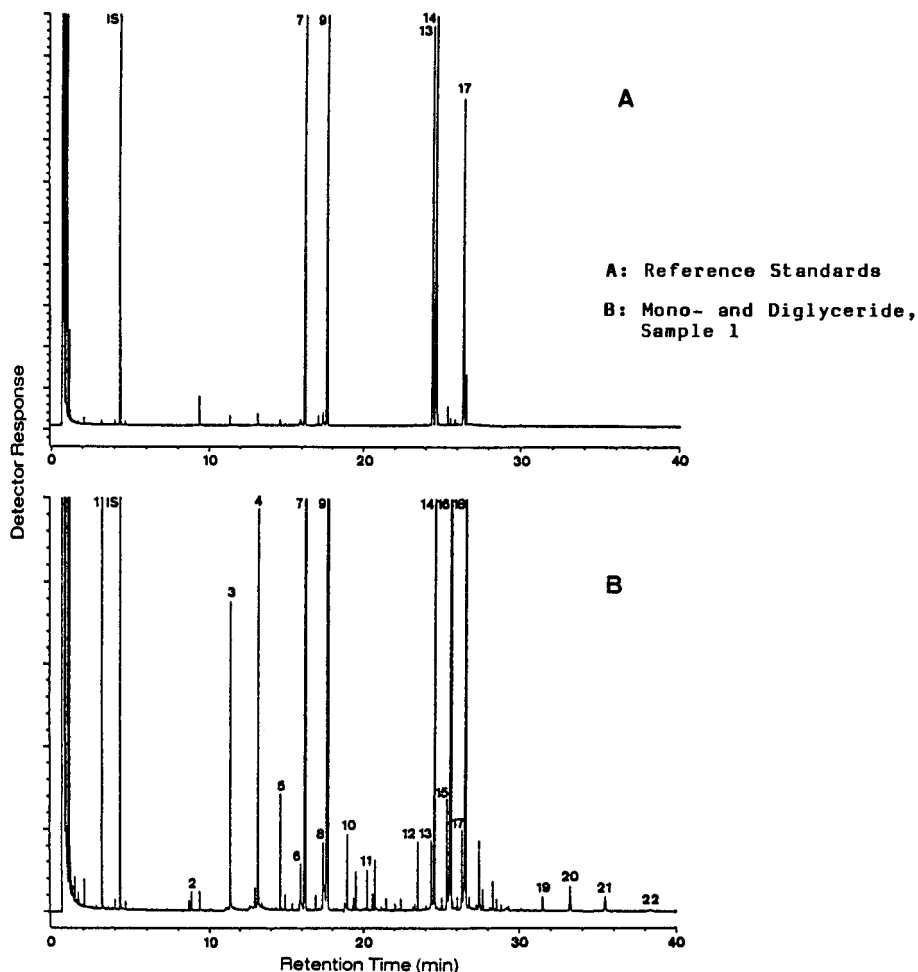 IS 7 9 14
13
17
A
A: Reference Standards
B: Mono- and Diglyceride,
Sample 1
Detector Response
0 10 20 30 40
1 IS 4 7 9 14 16 18
B
3
5
15
8 10 12 13 17
6 11
2 19 20 21 22
0 10 20 30 40
Retention Time (min)